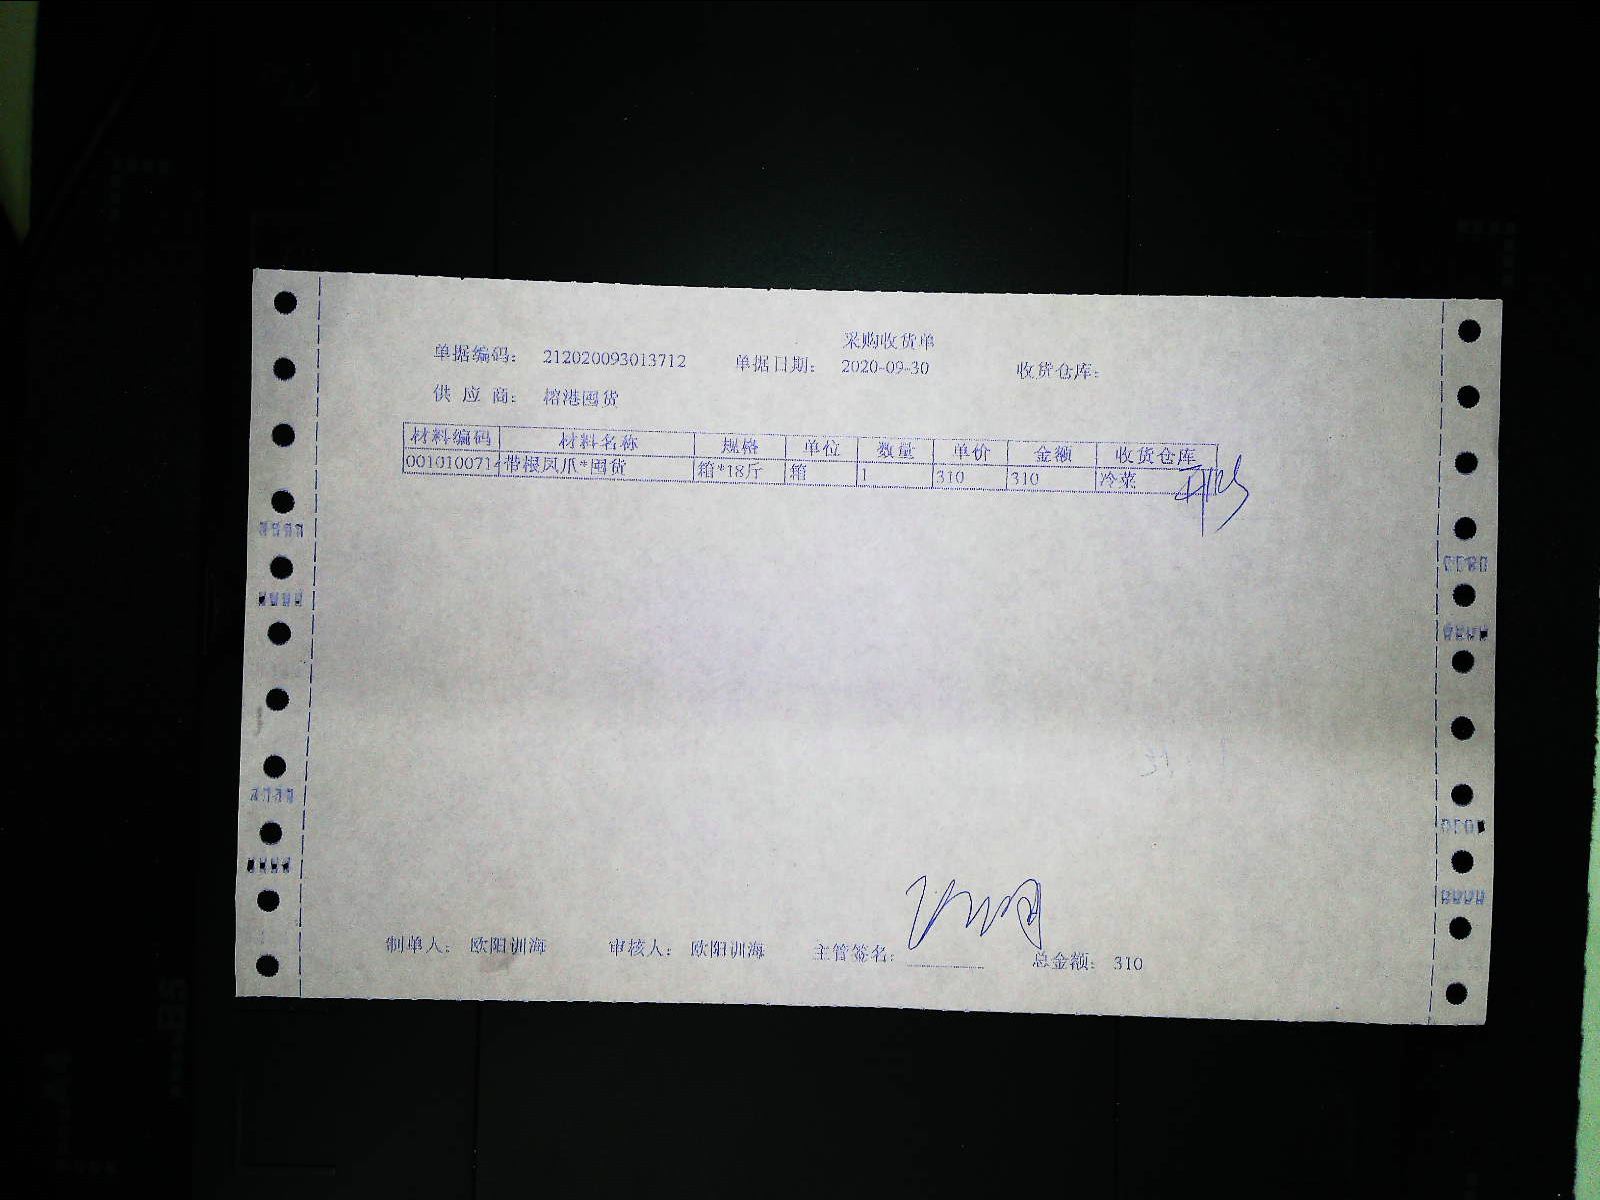 采购收货单
单据编码： 212020093013712 单据日期： 2020-09-30 收货仓库：
供应商： 榕港囤货
材料编码 材料名称 规格 单位 数量 单价 金额 收货仓库
0010100714 带根凤爪*囤货 箱*18斤 箱 1 310 310 冷菜
制单人： 欧阳训海 审核人： 欧阳训海 主管签名： 总金额： 310